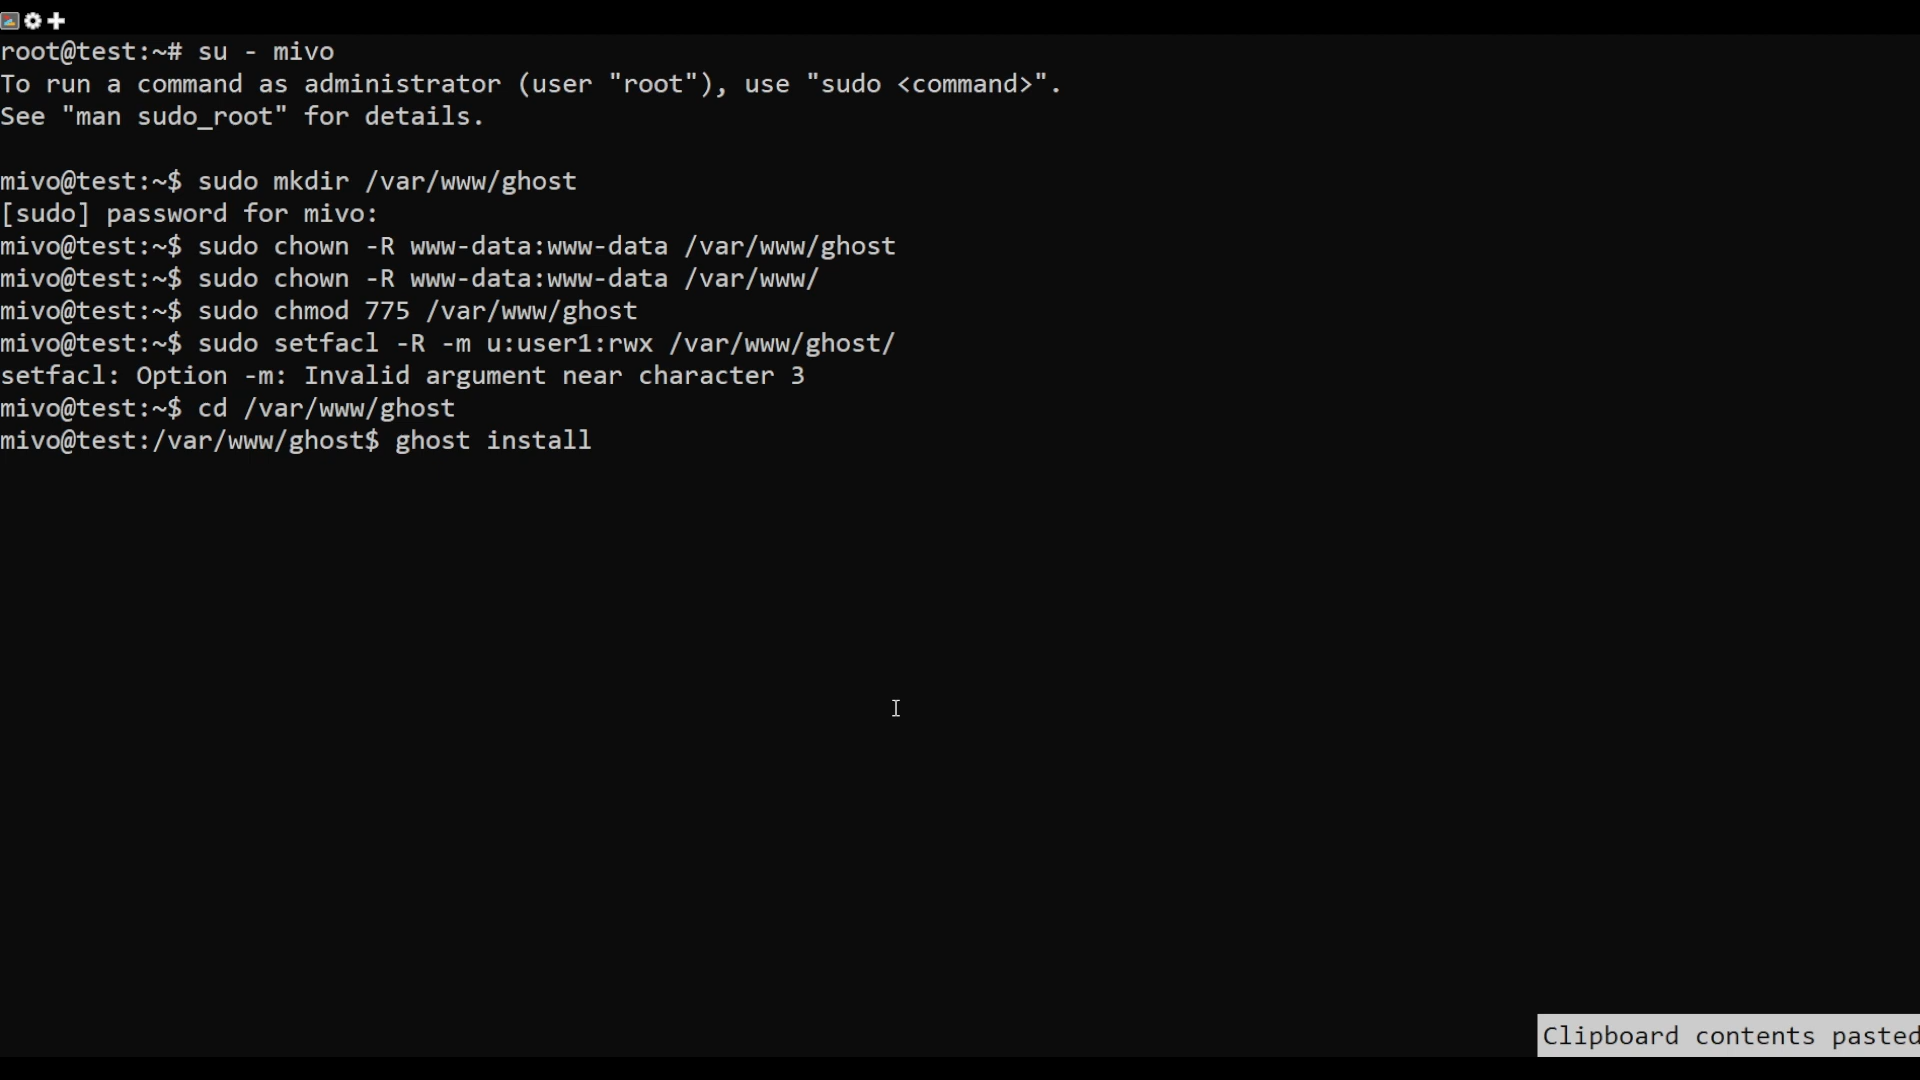 root@test:~# su - mivo
To run a command as administrator (user "root"), use "sudo <command>".
See "man sudo_root" for details.
mivo@test:~$ sudo mkdir /var/www/ghost
[sudo] password for mivo:
mivo@test:~$ sudo chown -R www-data:www-data /var/www/ghost
mivo@test:~$ sudo chown -R www-data:www-data /var/www/
mivo@test:~$ sudo chmod 775 /var/www/ghost
mivo@test:~$ sudo setfacl -R -m u:user1:rwx /var/www/ghost/
setfacl: Option -m: Invalid argument near character 3
mivo@test:~$ cd /var/www/ghost
mivo@test:/var/www/ghost$ ghost install
Clipboard contents pasted